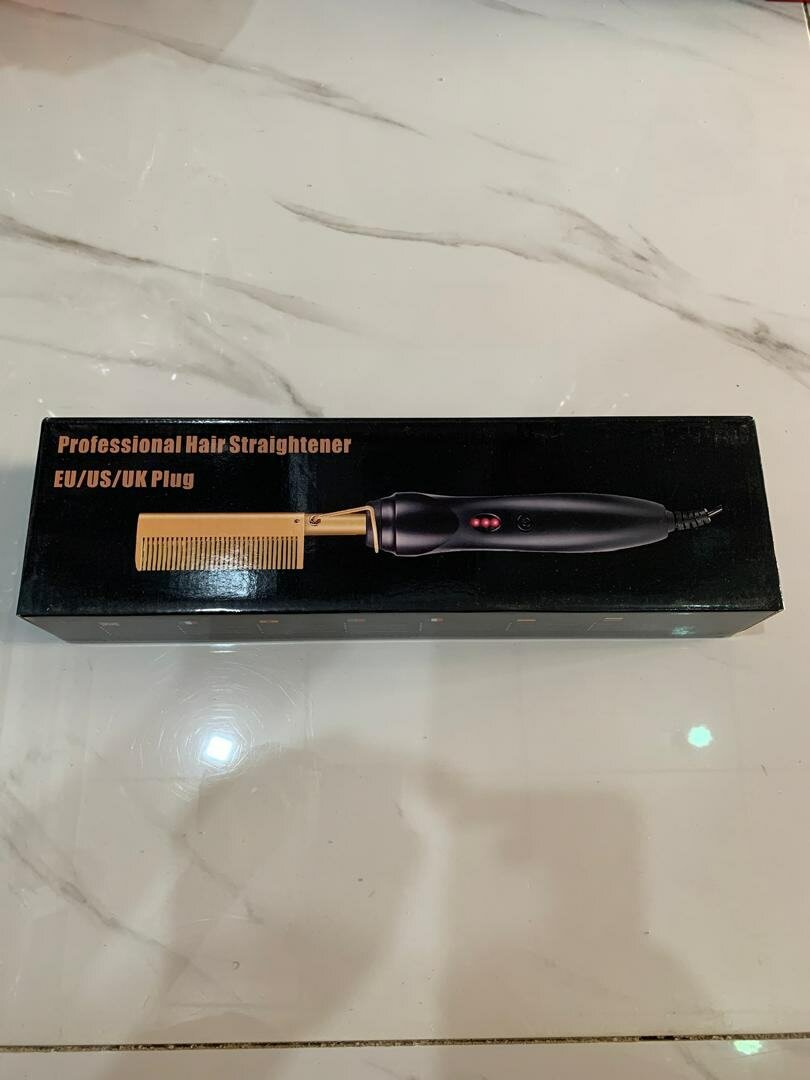 Professional Hair Straightener
EU/US/UK Plug